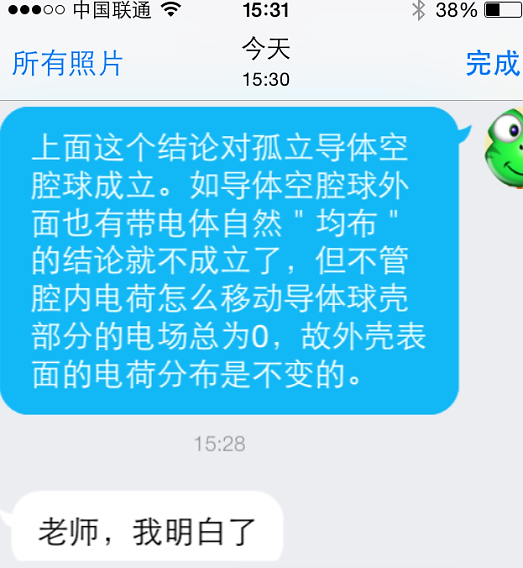 中国联通 15:31 38%
所有照片 今天 完成
15:30
上面这个结论对孤立导体空
腔球成立。如导体空腔球外
面也有带电体自然＂均布＂
的结论就不成立了，但不管
腔内电荷怎么移动导体球壳
部分的电场总为0，故外壳表
面的电荷分布是不变的。
15:28
老师，我明白了